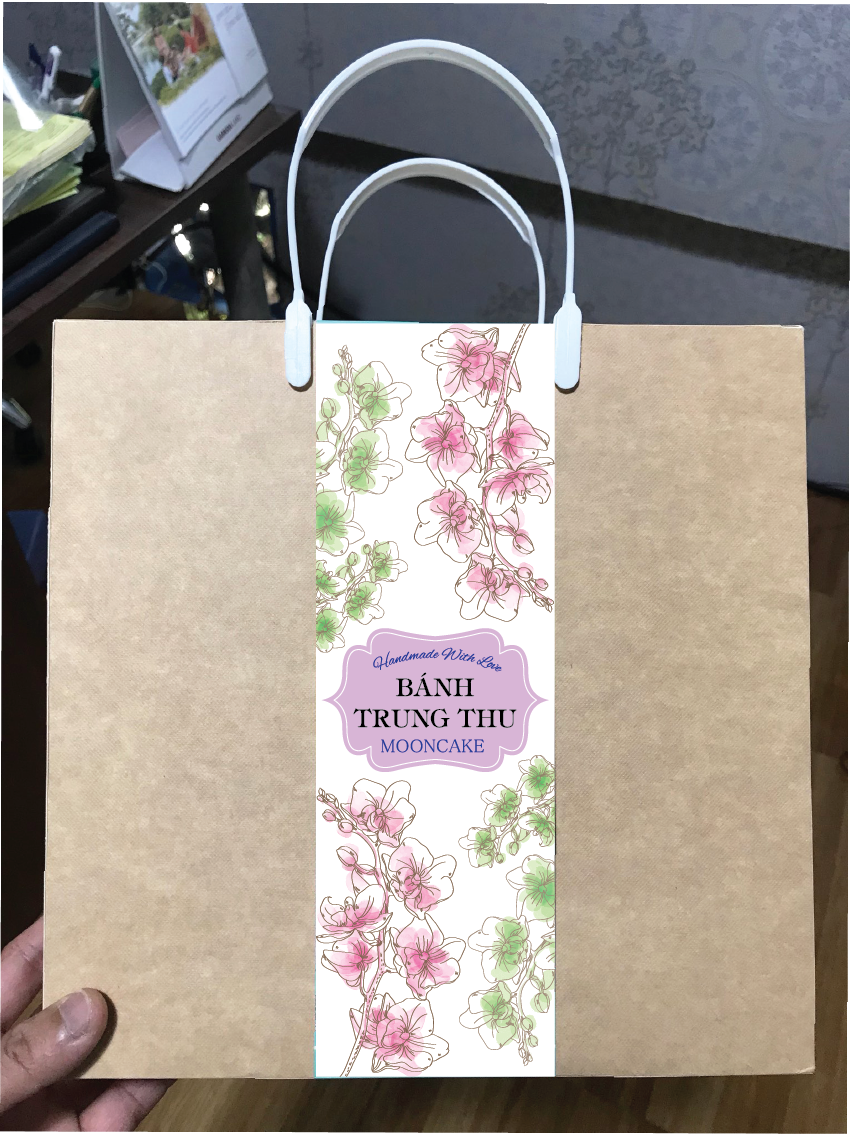 Handmade With Love
BÁNH
TRUNG THU
MOONCAKE